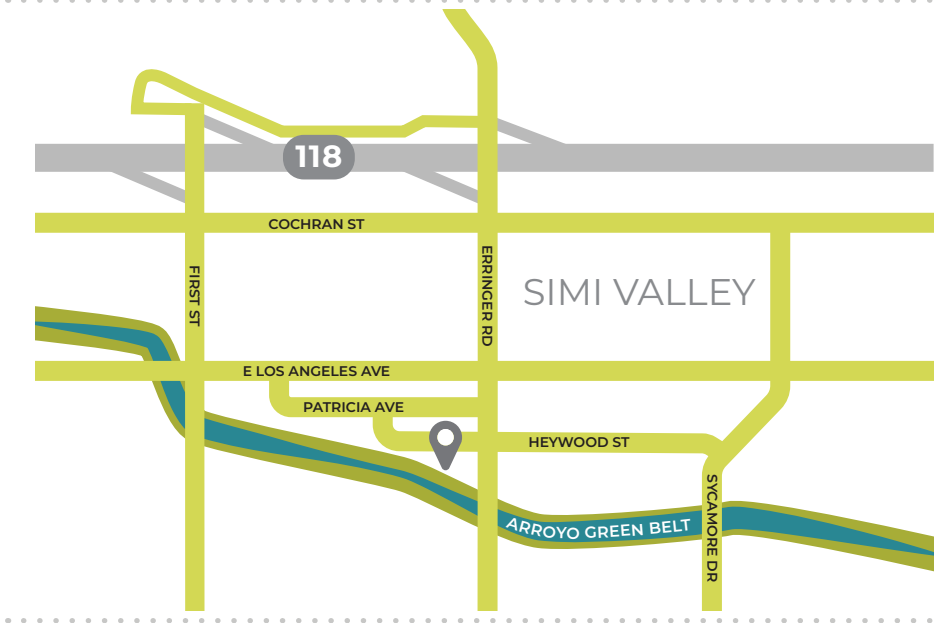 118
COCHRAN ST
FIRST ST
ERRINGER RD
SIMI VALLEY
E LOS ANGELES AVE
PATRICIA AVE
HEYWOOD ST
SYCAMORE DR
ARROYO GREEN BELT